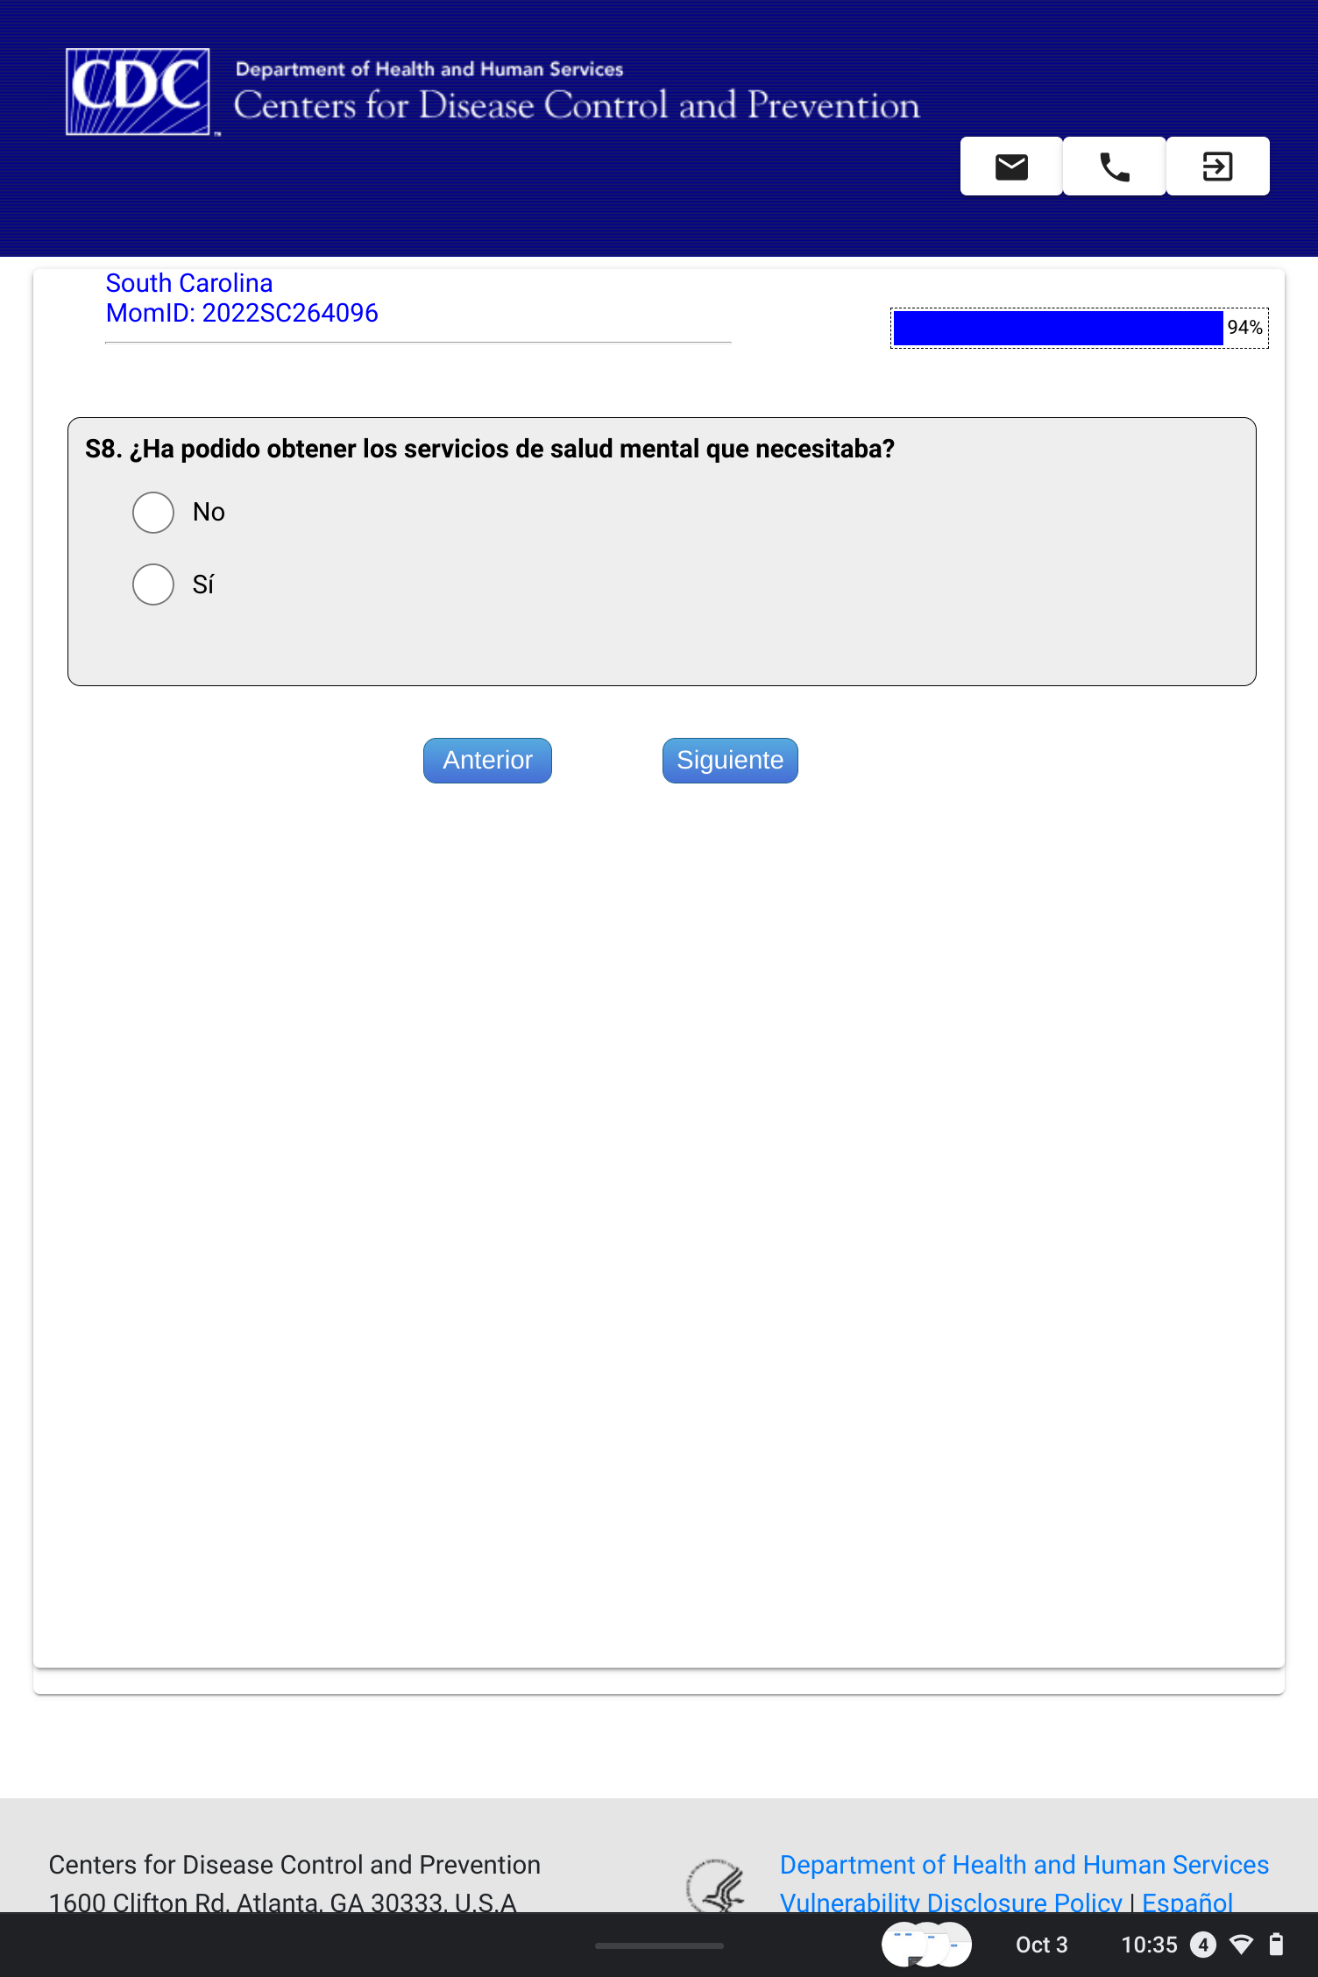 CDC
Department of Health and Human Services
Centers for Disease Control and Prevention
South Carolina
MomID: 2022SC264096
94%
S8. ¿Ha podido obtener los servicios de salud mental que necesitaba?
No
Sí
Anterior
Siguiente
Centers for Disease Control and Prevention
1600 Clifton Rd. Atlanta, GA 30333, U.S.A
Department of Health and Human Services
Vulnerability Disclosure Policy | Español
Oct 3
10:35
4